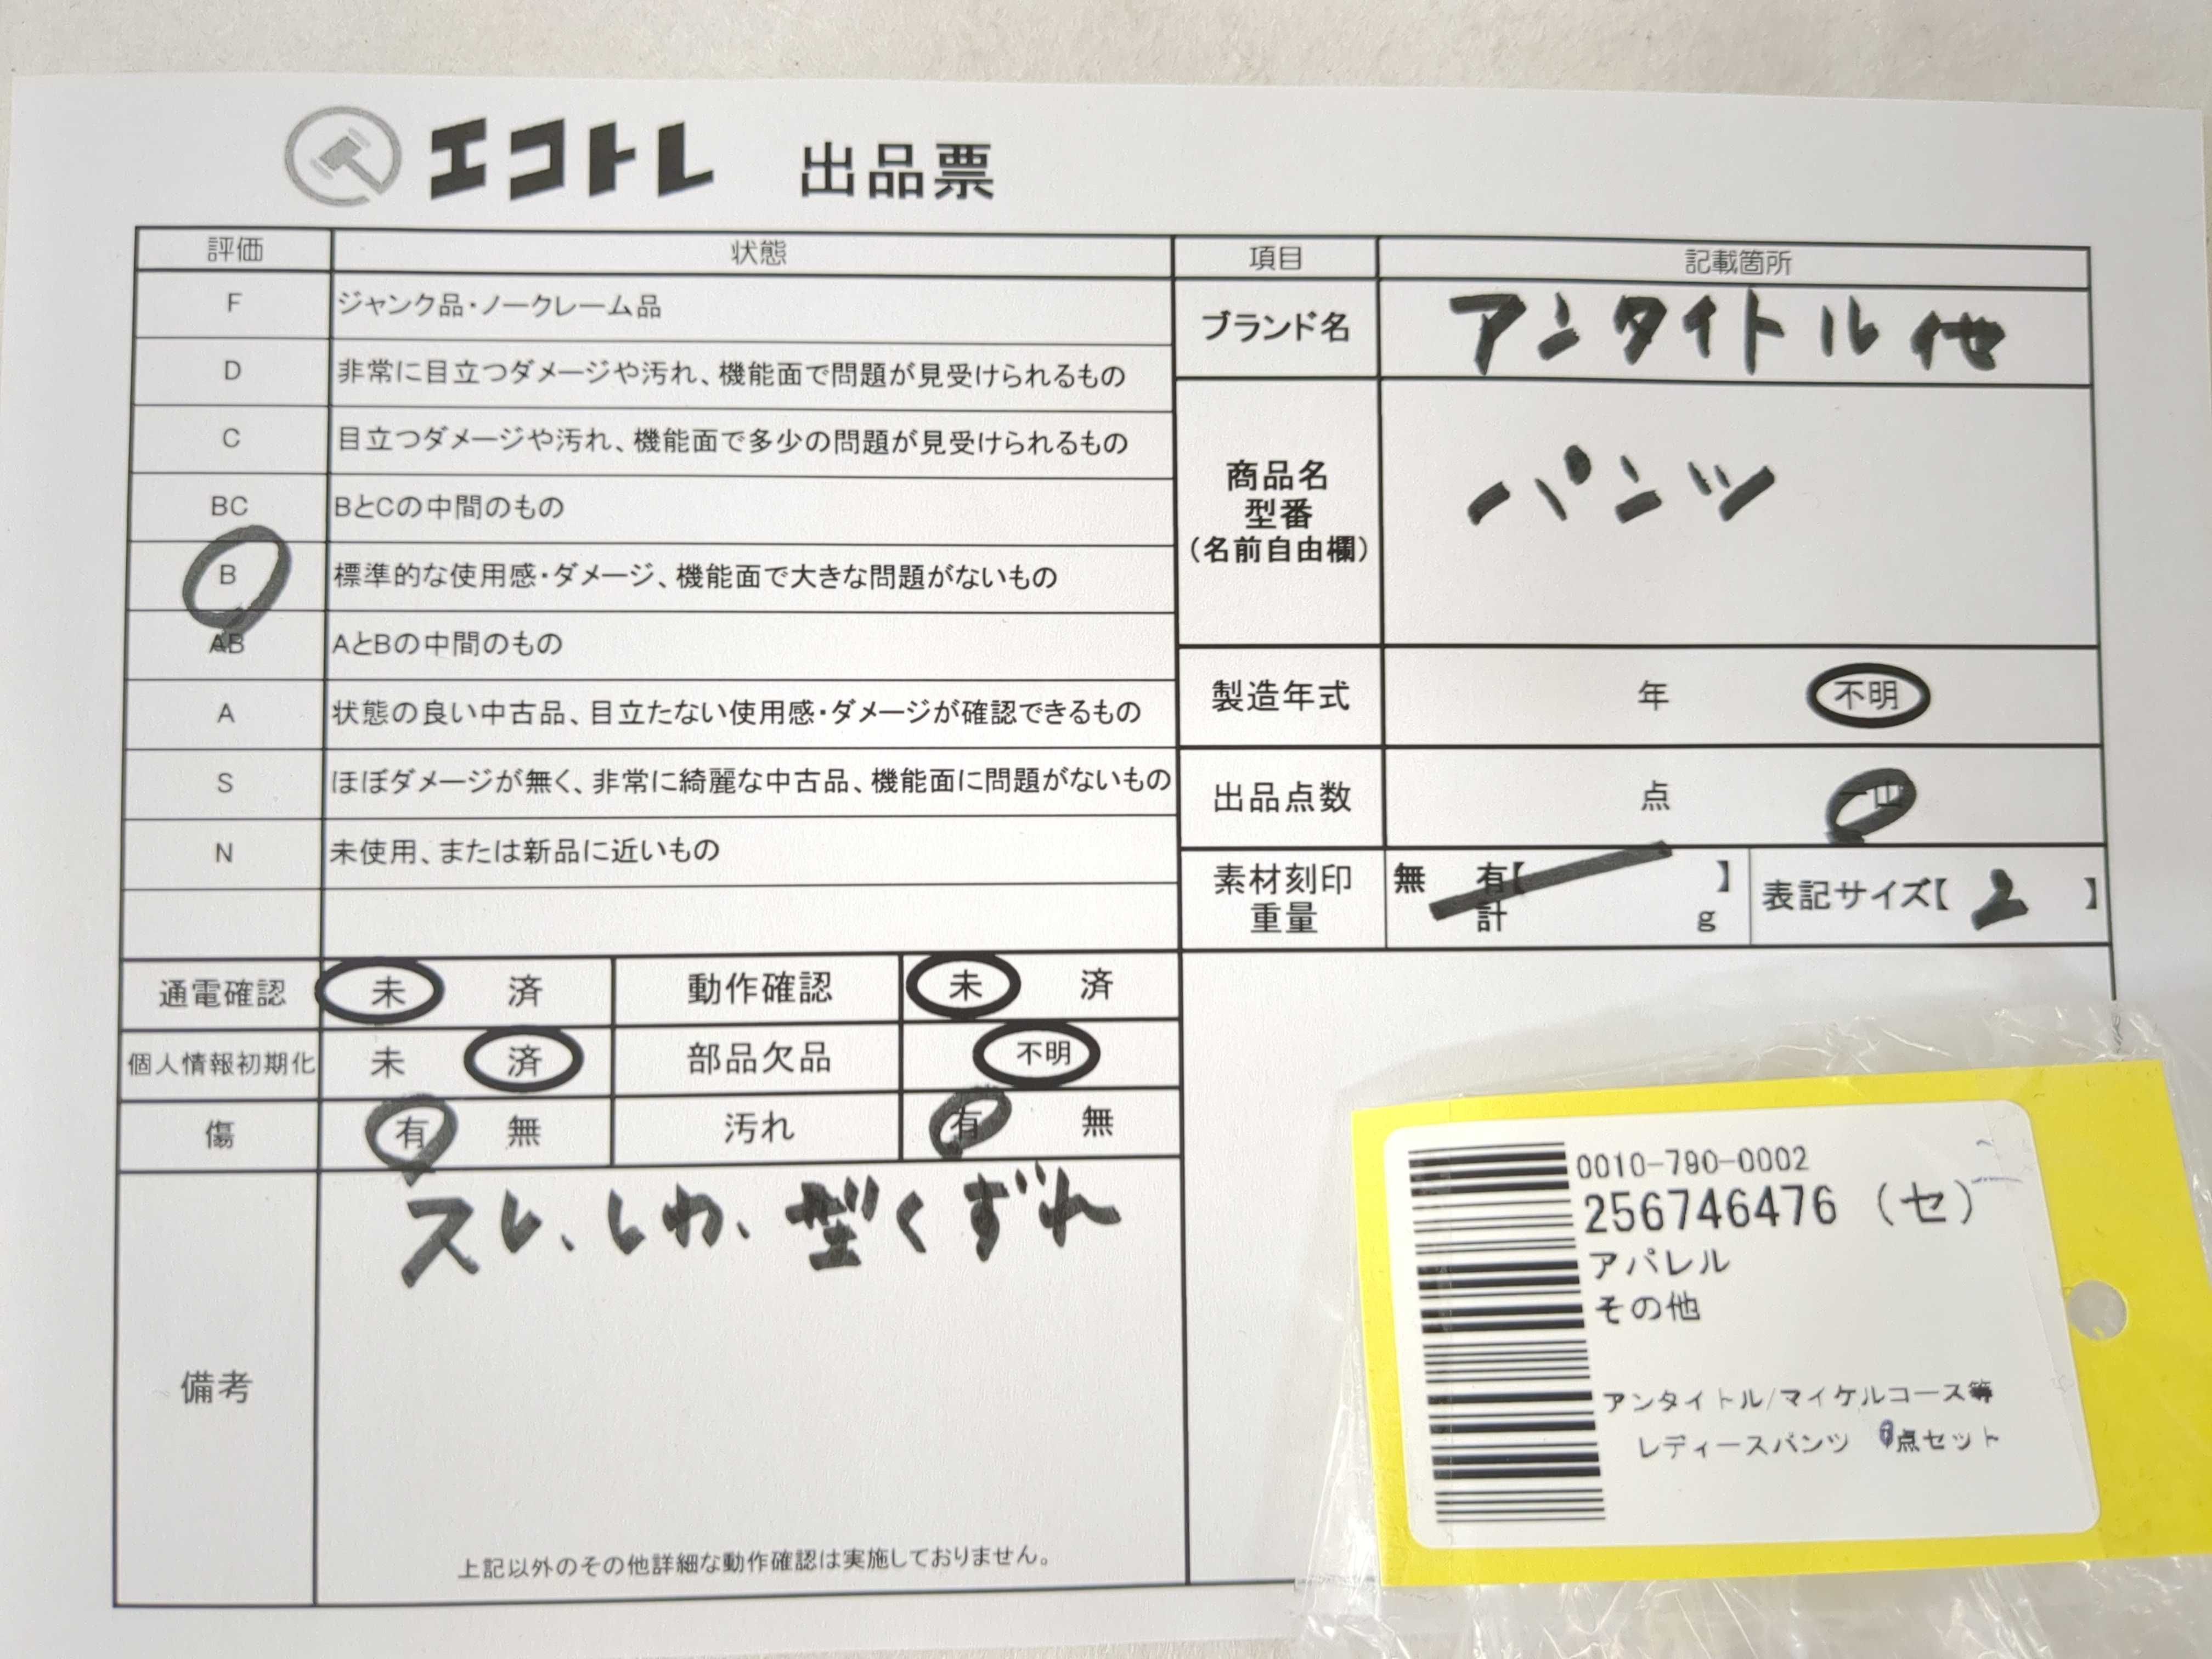 エコトレ 出品票
評価 状態
F ジャンク品・ノークレーム品
D 非常に目立つダメージや汚れ、機能面で問題が見受けられるもの
C 目立つダメージや汚れ、機能面で多少の問題が見受けられるもの
BC BとCの中間のもの
B 標準的な使用感・ダメージ、機能面で大きな問題がないもの
AB AとBの中間のもの
A 状態の良い中古品、目立たない使用感・ダメージが確認できるもの
S ほぼダメージが無く、非常に綺麗な中古品、機能面に問題がないもの
N 未使用、または新品に近いもの
項目 記載箇所
ブランド名 アンタイトル 他
商品名
型番
(名前自由欄)
パンツ
製造年式 年 不明
出品点数 点 一山
素材刻印 無 有【 】
重量 計 g
表記サイズ【 2 】
通電確認 未 済 動作確認 未 済
個人情報初期化 未 済 部品欠品 不明
傷 有 無 汚れ 有 無
備考
スレ、しわ、型くずれ
上記以外のその他詳細な動作確認は実施しておりません。
0010-790-0002
256746476 (セ)
アパレル
その他
アンタイトル/マイケルコース等
レディースパンツ 点セット